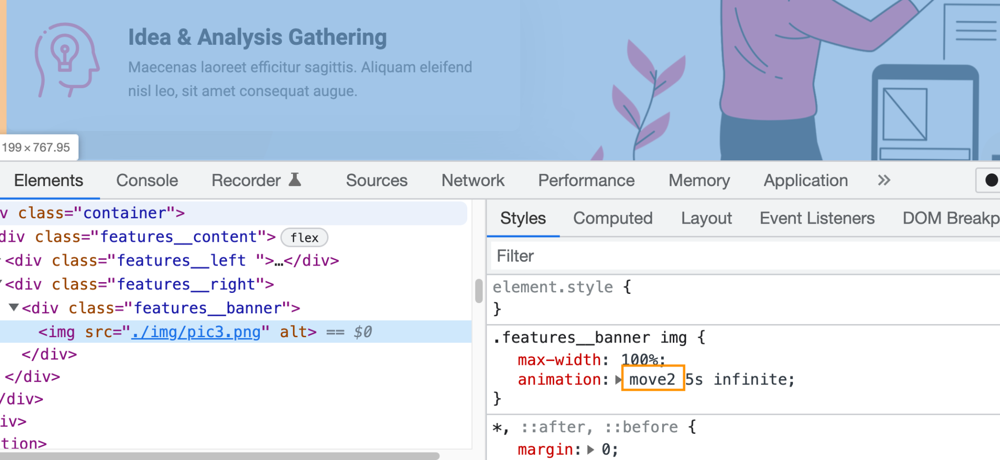 Idea & Analysis Gathering
Maecenas laoreet efficitur sagittis. Aliquam eleifend
nisl leo, sit amet consequat augue.
199 × 767.95
Elements Console Recorder Sources Network Performance Memory Application »
v class="container">
div class="features__content"> flex
<div class="features__left ">…</div>
<div class="features__right">
▼<div class="features__banner">
<img src="./img/pic3.png" alt> == $0
</div>
</div>
/div>
iv>
tion>
Styles Computed Layout Event Listeners DOM Breakp
Filter
element.style {
}
.features__banner img {
max-width: 100%;
animation: ▶ move2 5s infinite;
}
*, ::after, ::before {
margin: ▶ 0;